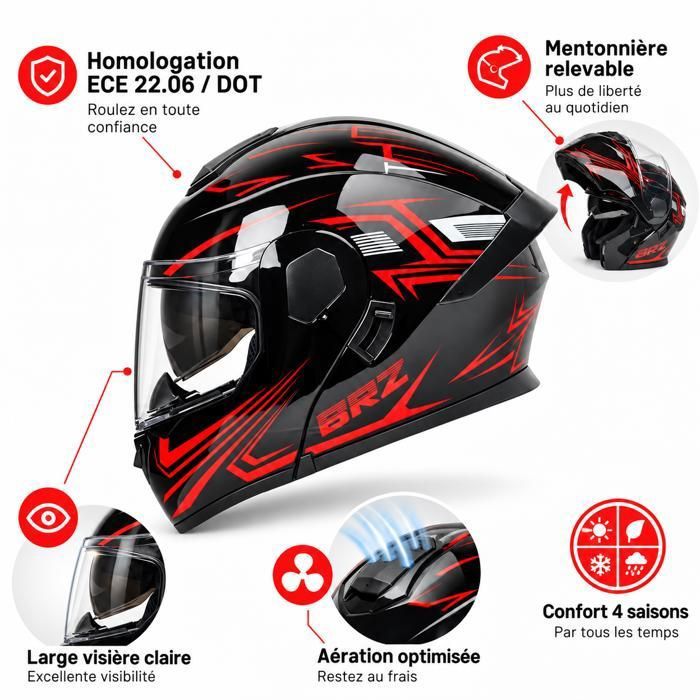 Homologation
ECE 22.06 / DOT
Roulez en toute
confiance
Mentonnière
relevable
Plus de liberté
au quotidien
BRZ
BRZ
Large visière claire
Excellente visibilité
Aération optimisée
Restez au frais
Confort 4 saisons
Par tous les temps